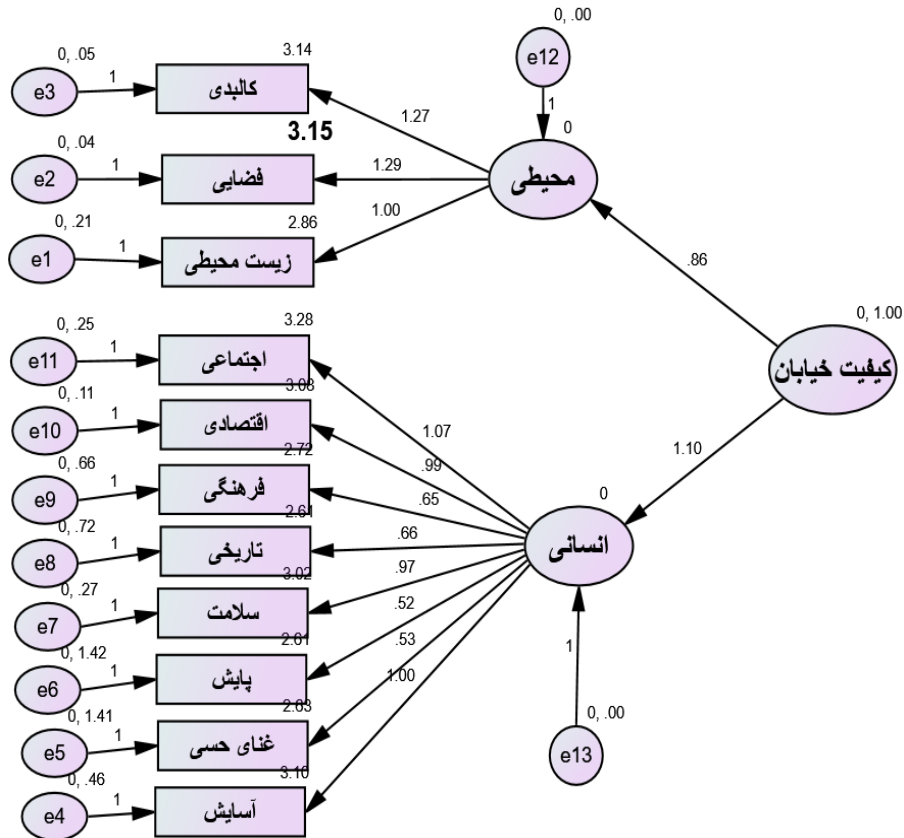 0, .00
e12
1
0
محیطی
0, .05
e3
1
3.14
کالبدی
1.27
0, .04
e2
1
3.15
فضایی
1.29
0, .21
e1
1
2.86
زیست محیطی
1.00
.86
0, 1.00
کیفیت خیابان
1.10
0, .25
e11
1
3.28
اجتماعی
1.07
0, .11
e10
1
3.08
اقتصادی
.99
0, .66
e9
1
2.72
فرهنگی
.65
0, .72
e8
1
2.61
تاریخی
.66
0, .27
e7
1
3.02
سلامت
.97
0, 1.42
e6
1
2.61
پایش
.52
0, 1.41
e5
1
2.63
غنای حسی
.53
0, .46
e4
1
3.10
آسایش
1.00
0
انسانی
1
0, .00
e13